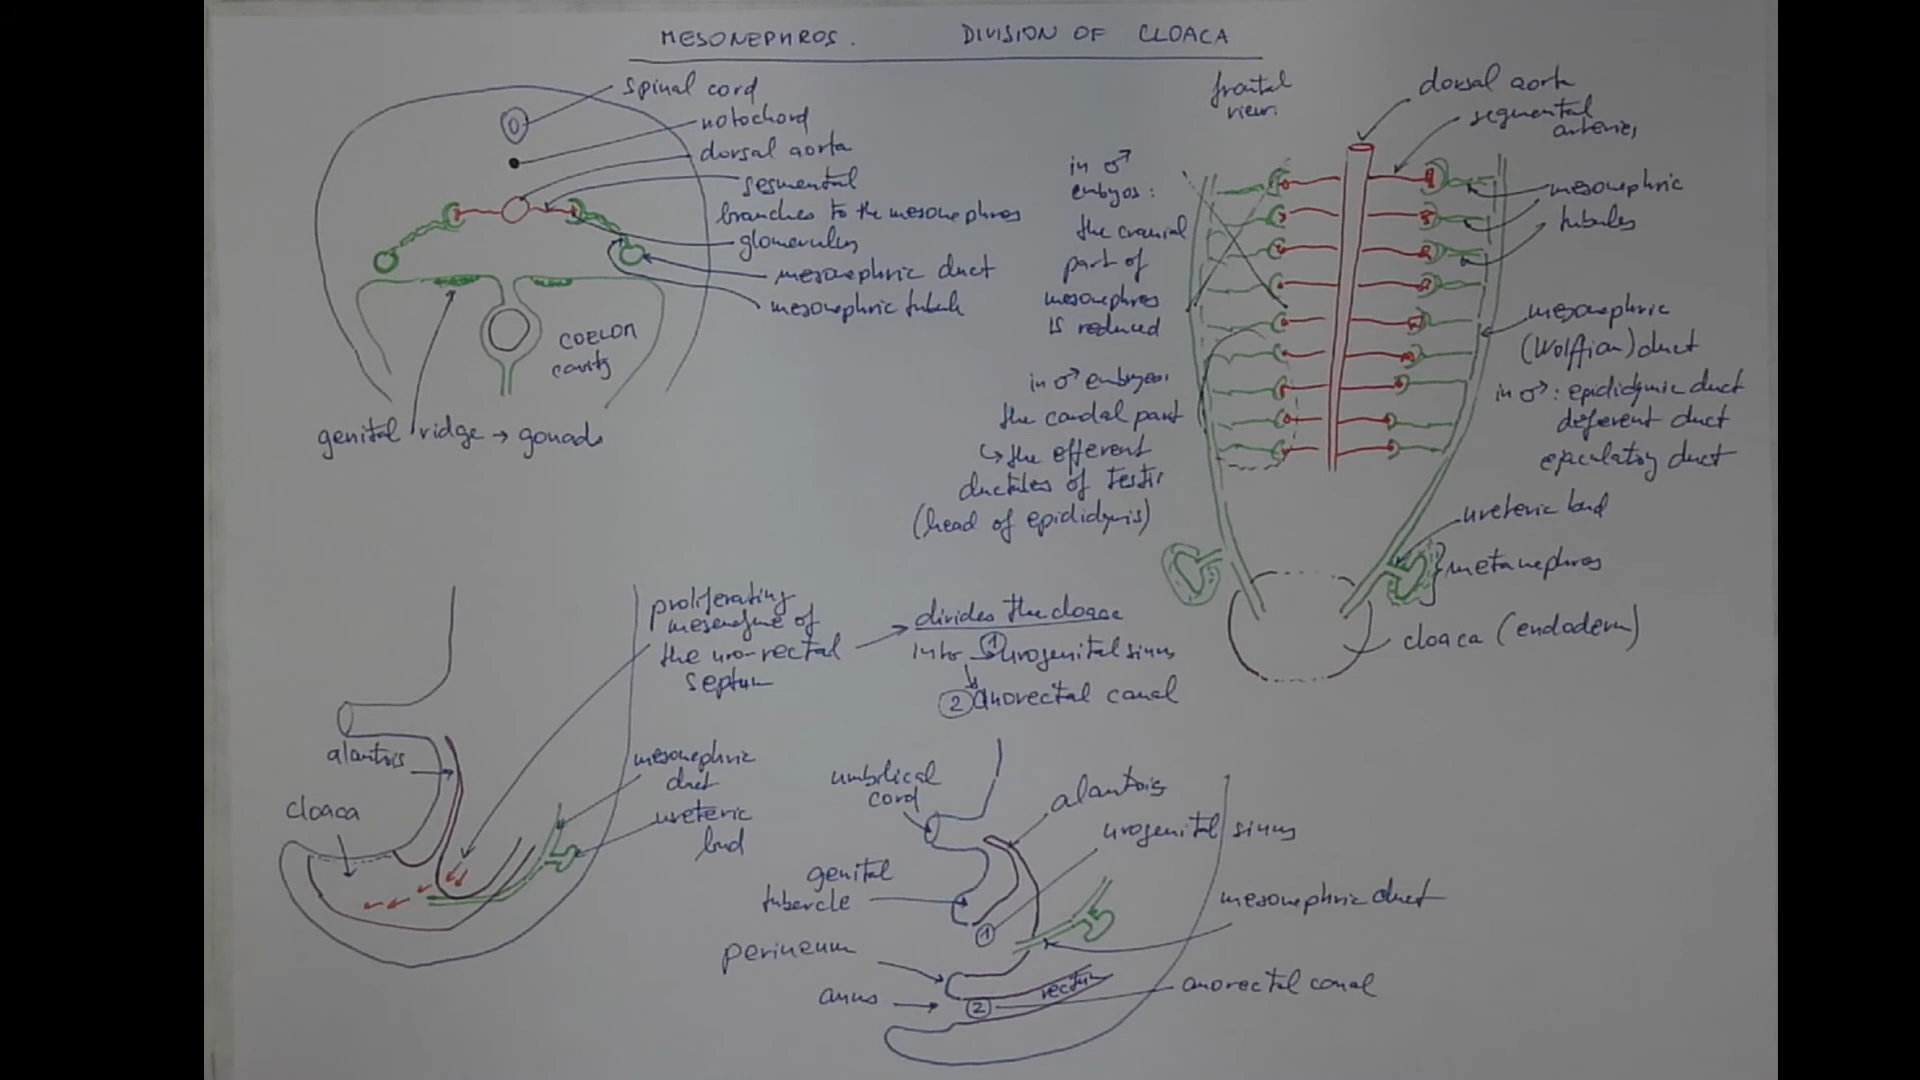 MESONEPHROS. DIVISION OF CLOACA
spinal cord
notochord
dorsal aorta
segmental
branches to the mesonephros
glomerulus
mesonephric duct
mesonephric tubule
COELOM
cavity
genital ridge → gonads
frontal
view
dorsal aorta
segmental
arteries
mesonephric
tubules
in ♂
embyos:
the cranial
part of
mesonephros
is reduced
in ♂ embryos
the caudal part
↪ the efferent
ductules of testis
(head of epididymis)
mesonephric
(Wolffian) duct
in ♂: epididymic duct
deferent duct
ejaculatory duct
ureteric bud
metanephros
cloaca (endoderm)
proliferating
mesenchyme of
the uro-rectal
septum
divides the cloaca
into ① urogenital sinus
② anorectal canal
alantois
cloaca
mesonephric
duct
ureteric
bud
umbilical
cord
alantois
urogenital sinus
genital
tubercle
①
mesonephric duct
perineum
rectum
anorectal canal
anus
②